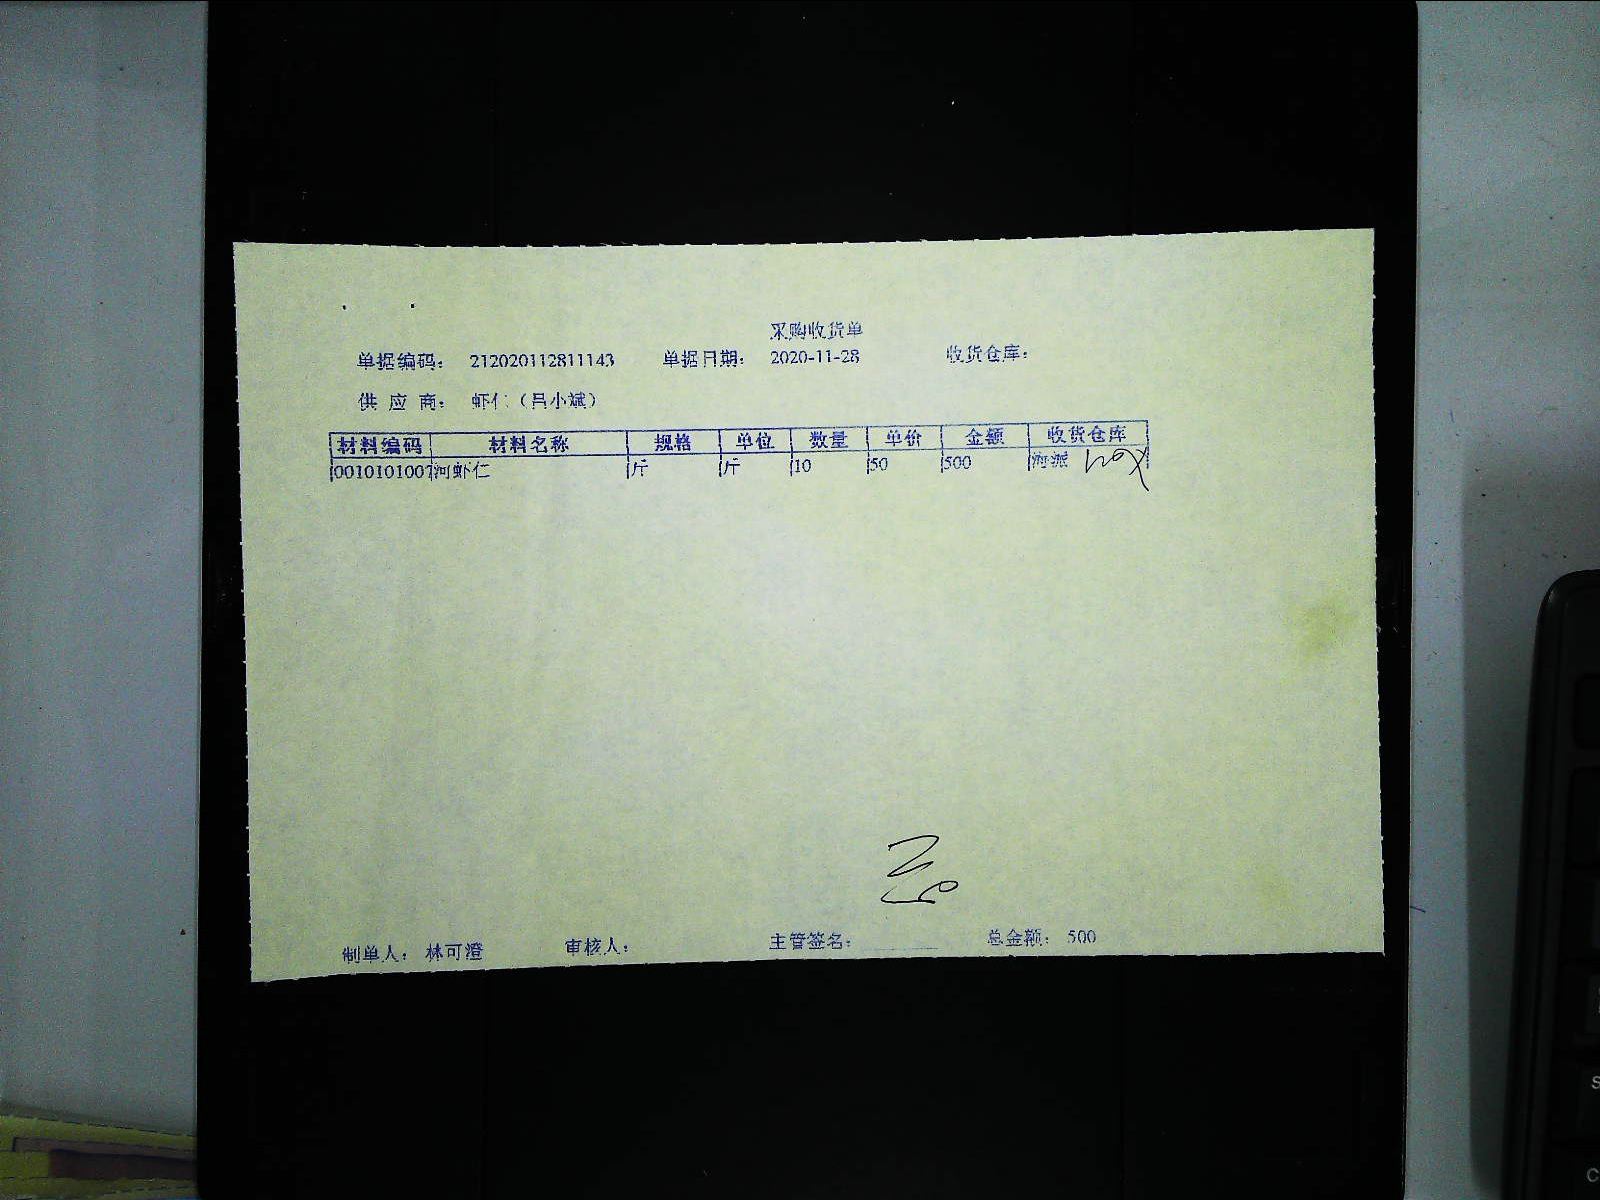 采购收货单
单据编码： 212020112811143 单据日期： 2020-11-28 收货仓库：
供 应 商： 虾仁（吕小斌）
材料编码 材料名称 规格 单位 数量 单价 金额 收货仓库
0010101007 河虾仁 斤 斤 10 50 500 海派
制单人： 林可澄 审核人： 主管签名： 总金额： 500